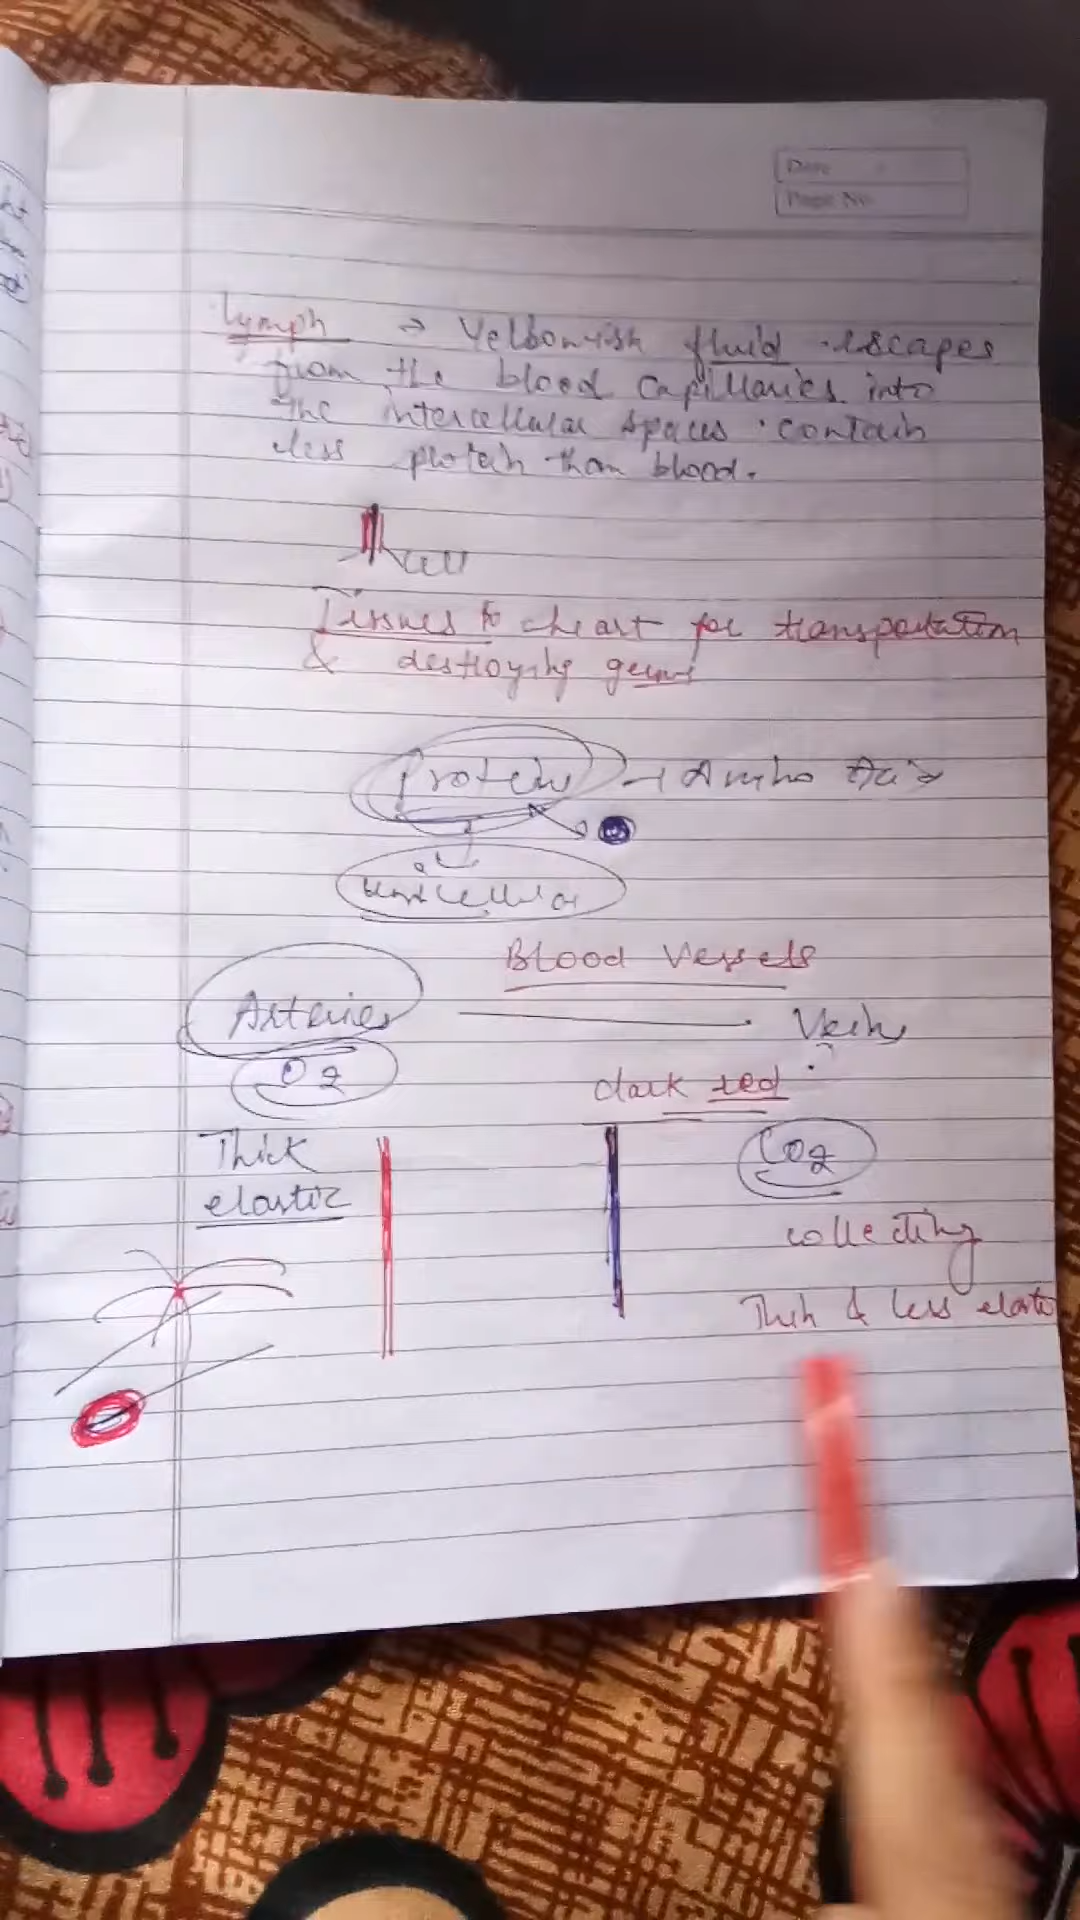 Date
Page No
Lymph → Yellowish fluid escapes
from the blood capillaries into
the intercellular spaces. contain
less protein than blood.
cell
Tissues to heart for transportation
& destroying germs
Protein → Amino
unicellular
Blood Vessels
Arteries Vein
O2
dark red
Thick
elastic
CO2
collecting
Thin & less elastic